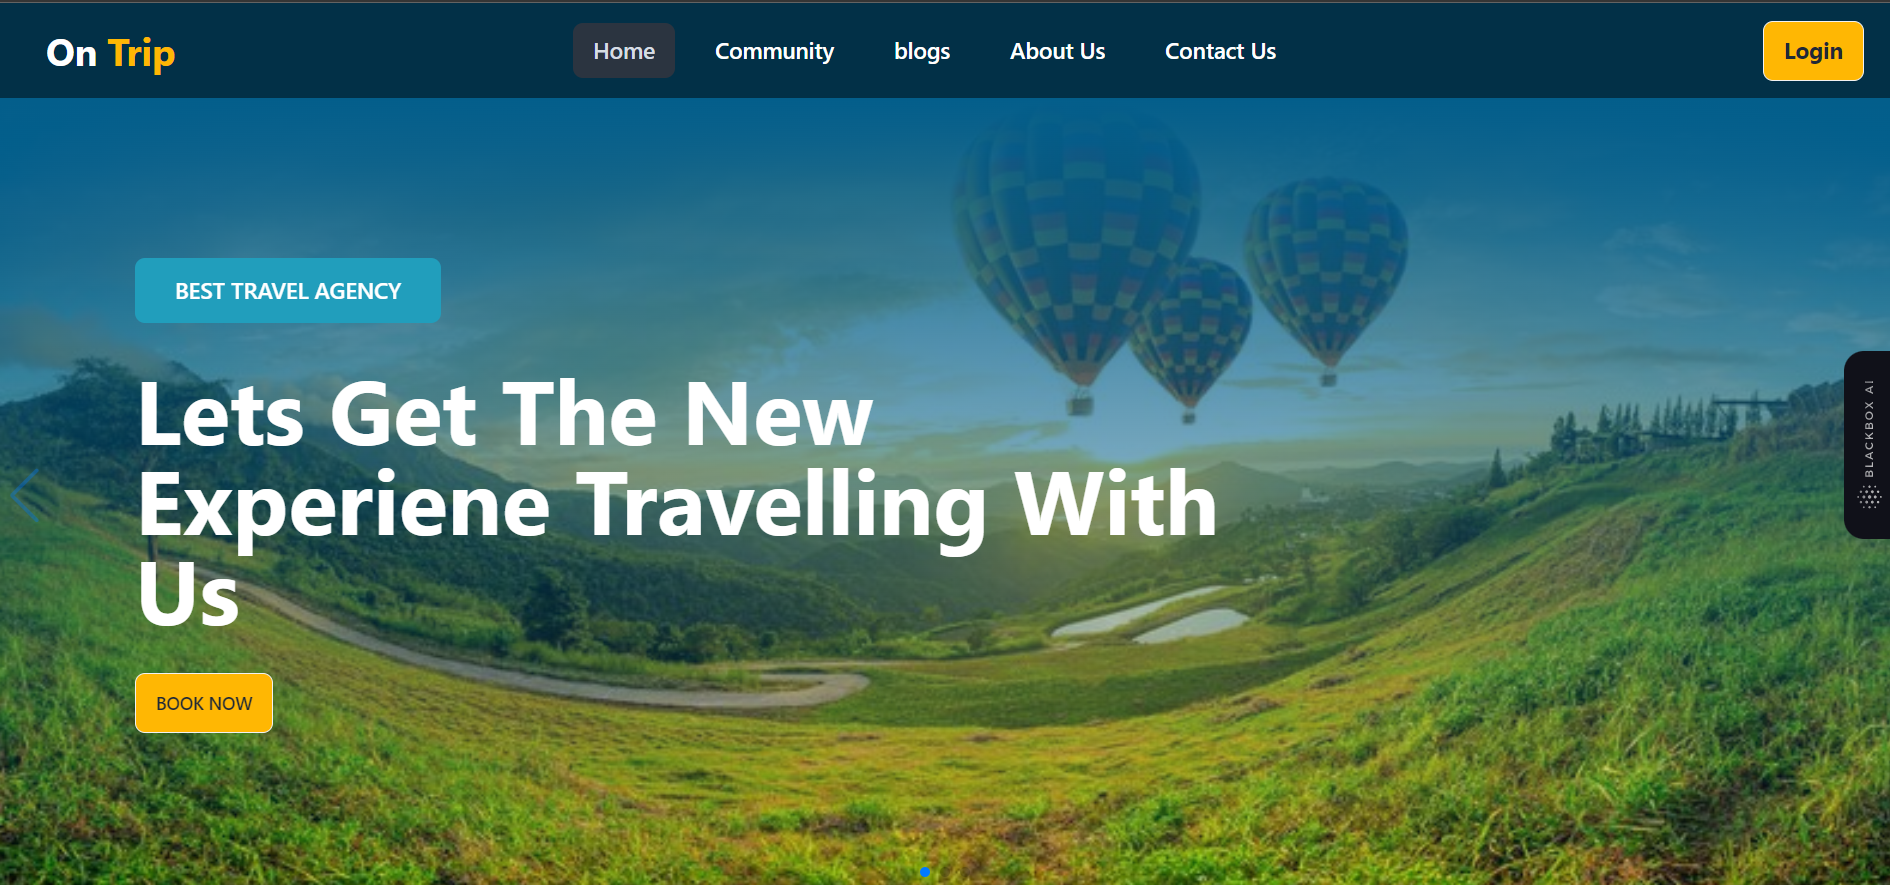 On Trip
Home
Community
blogs
About Us
Contact Us
Login
BEST TRAVEL AGENCY
Lets Get The New
Experiene Travelling With
Us
BOOK NOW
BLACKBOX AI